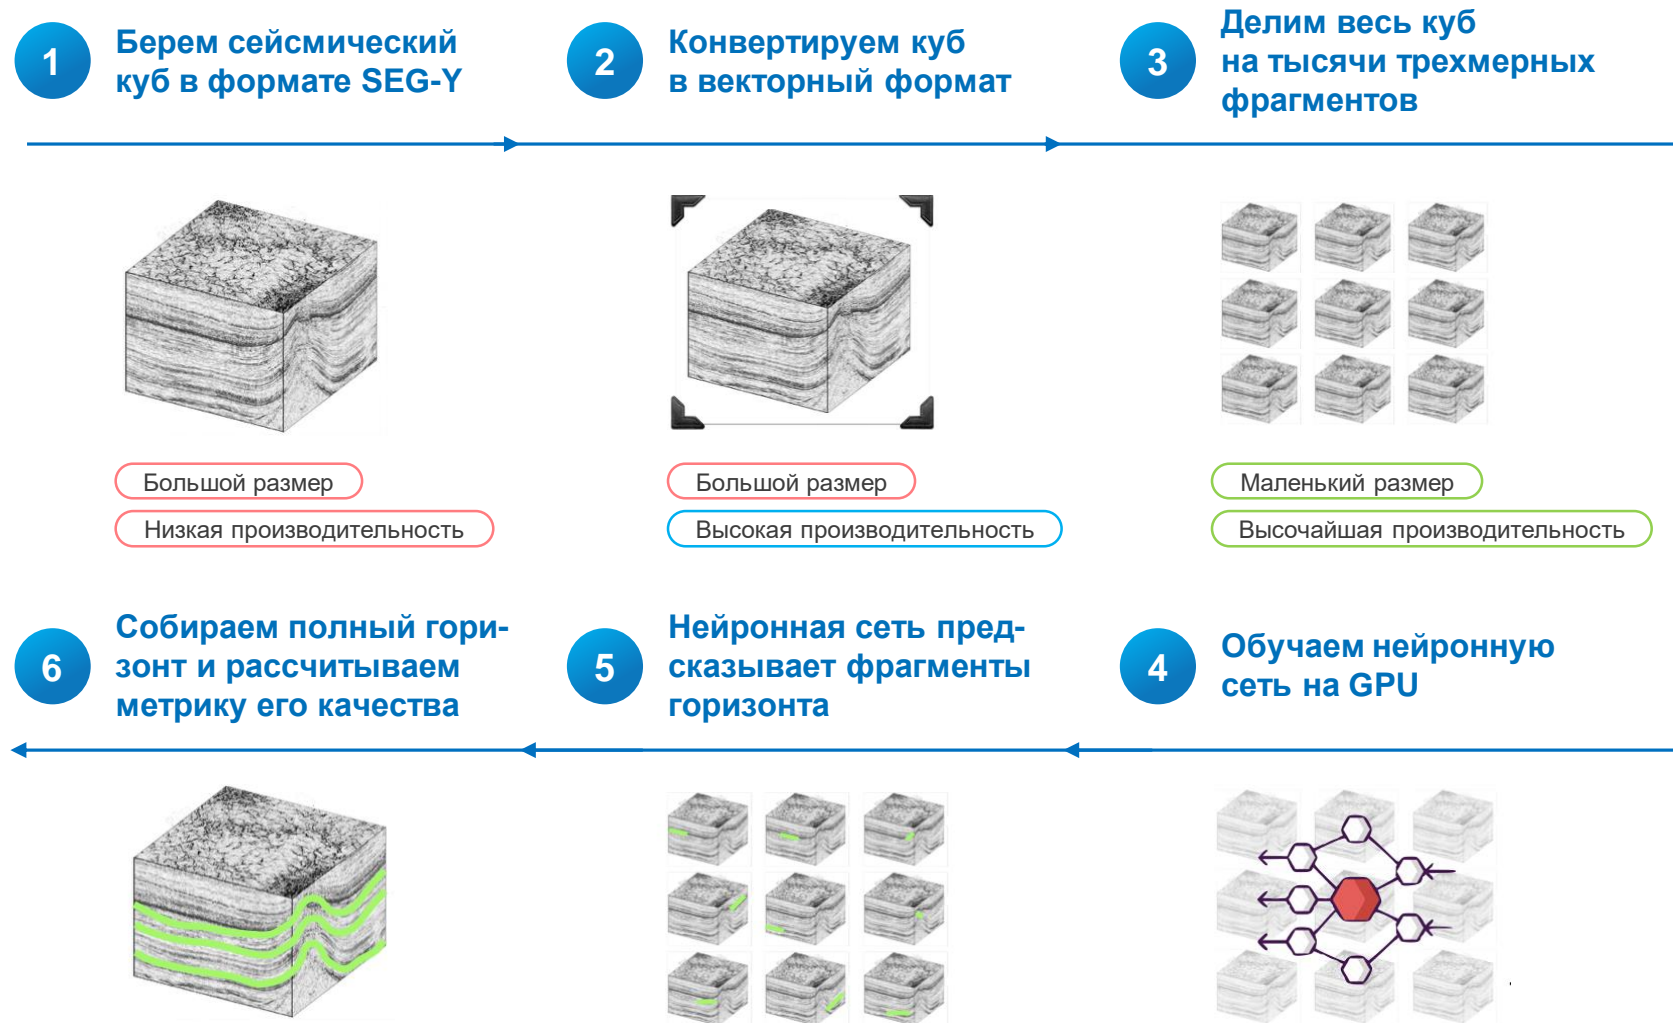 1
Берем сейсмический
куб в формате SEG-Y
2
Конвертируем куб
в векторный формат
3
Делим весь куб
на тысячи трехмерных
фрагментов
Большой размер
Низкая производительность
Большой размер
Высокая производительность
Маленький размер
Высочайшая производительность
6
Собираем полный гори-
зонт и рассчитываем
метрику его качества
5
Нейронная сеть пред-
сказывает фрагменты
горизонта
4
Обучаем нейронную
сеть на GPU